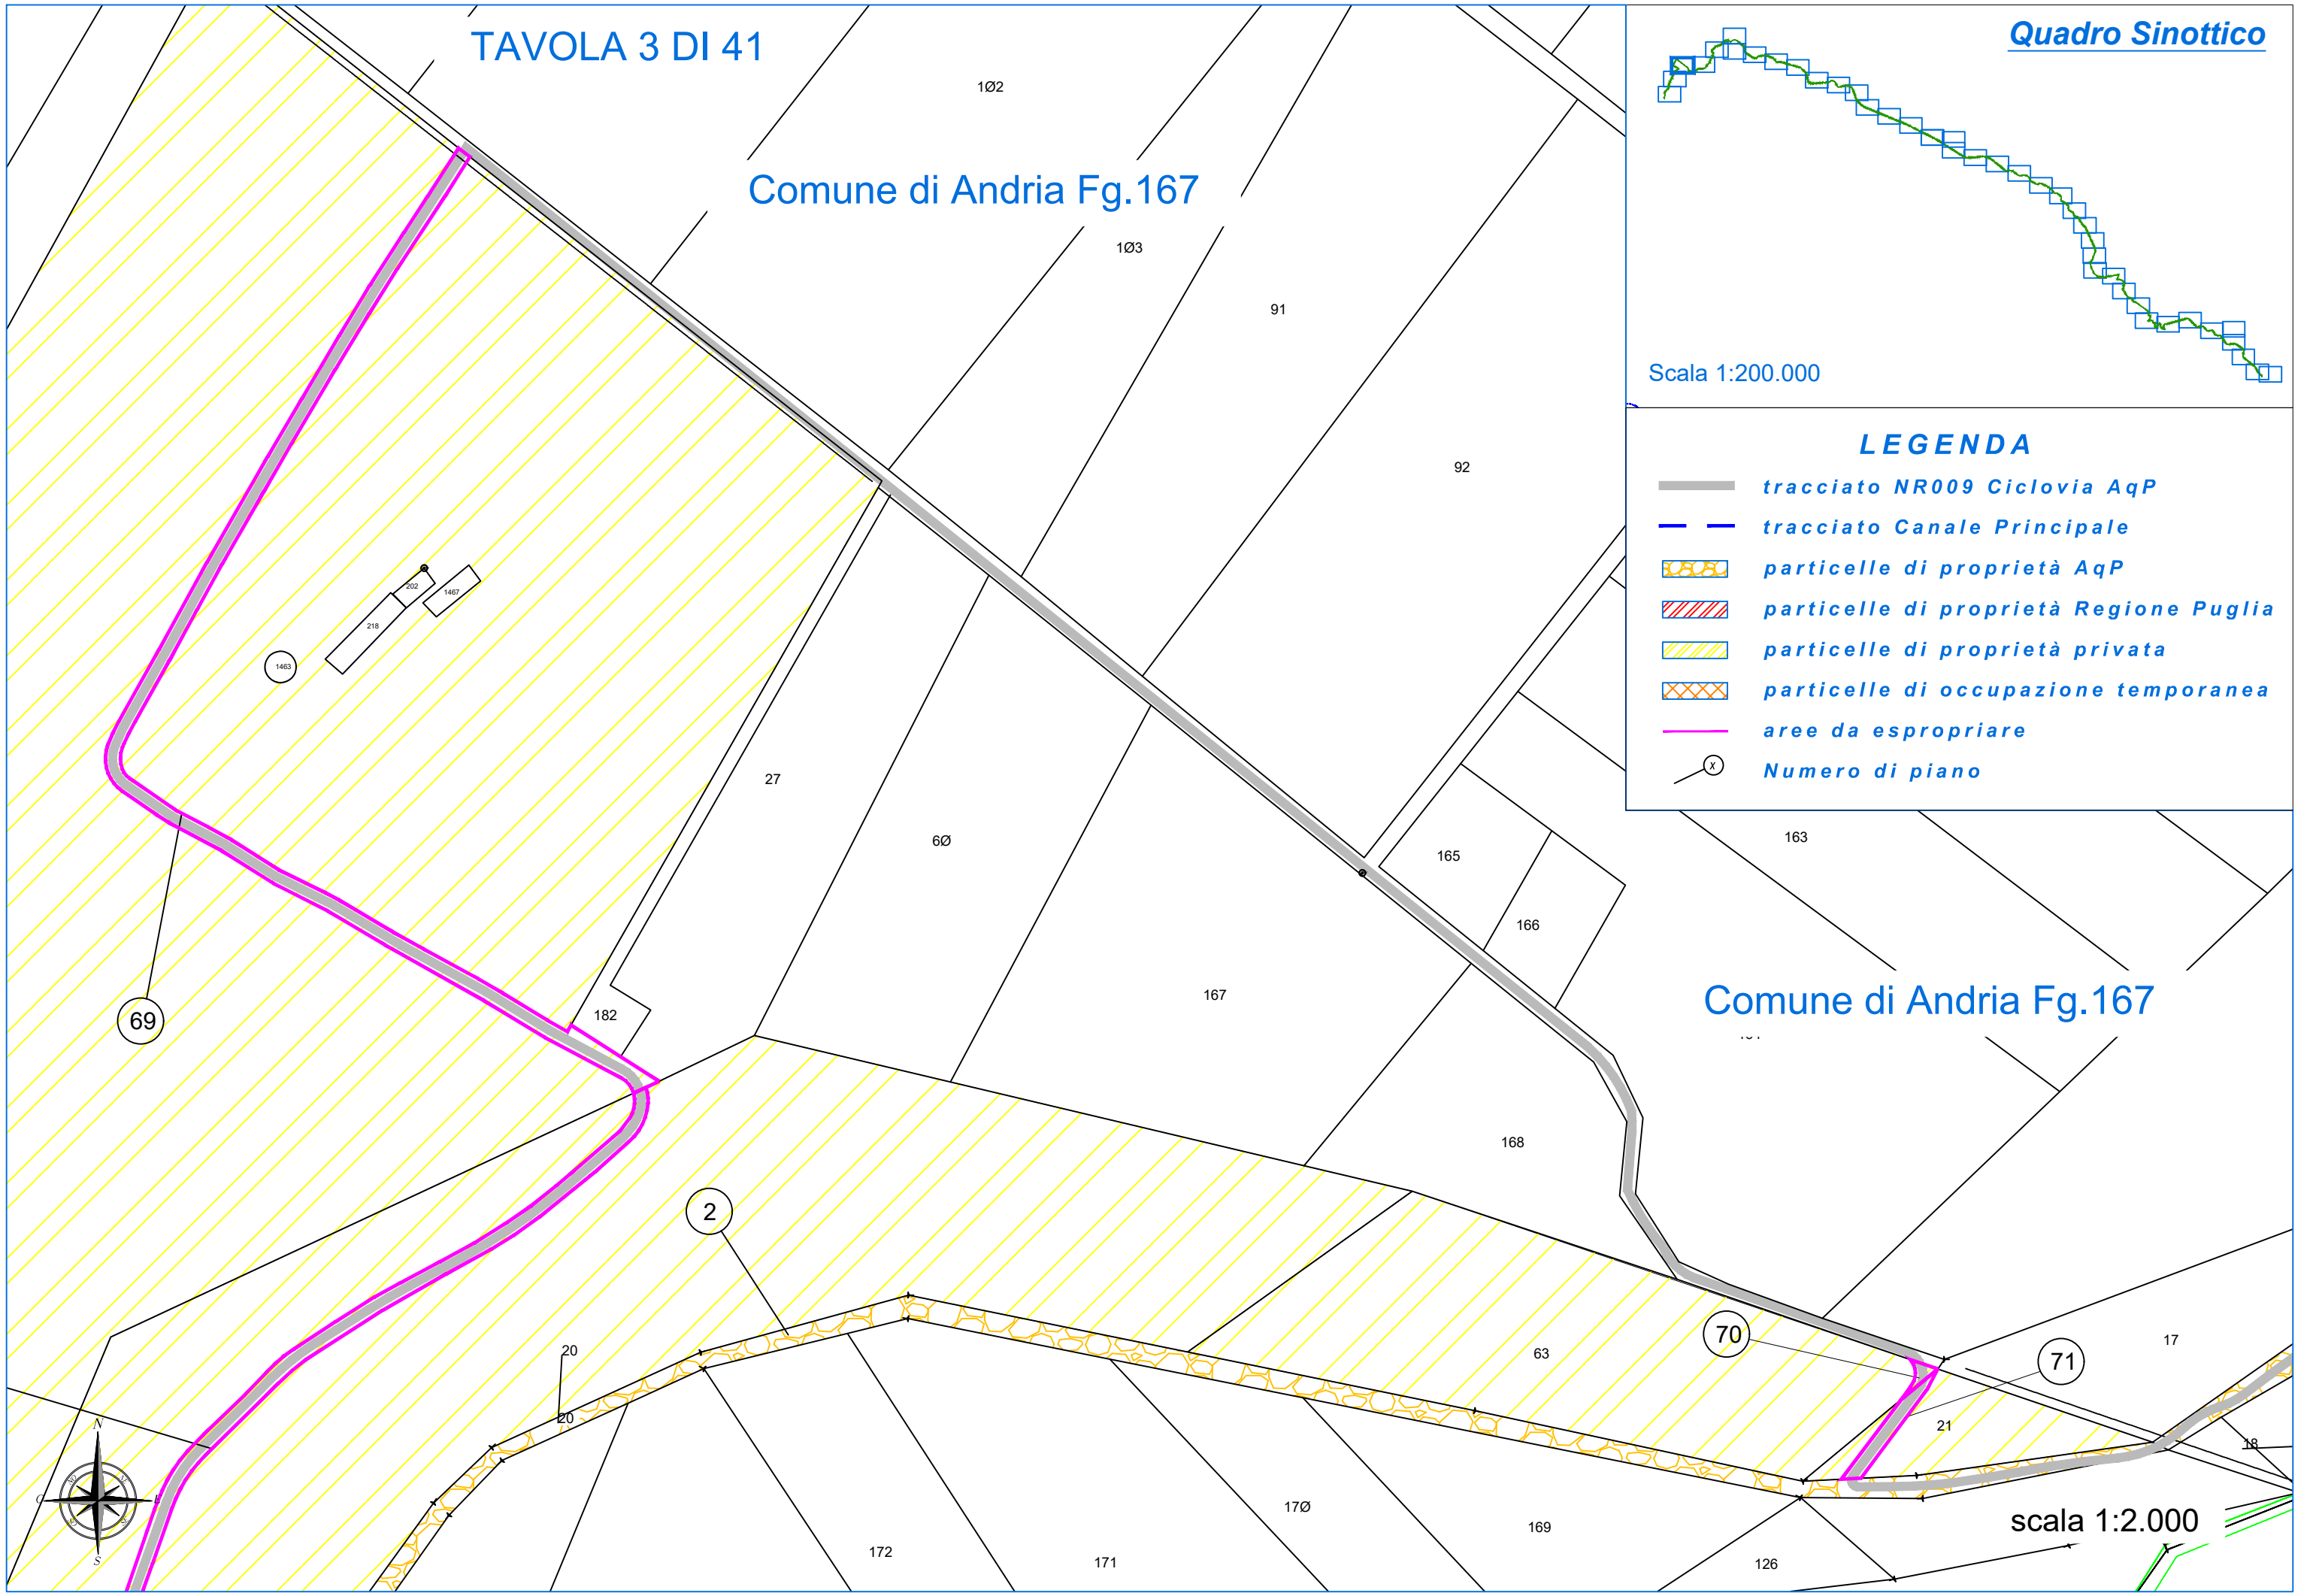 TAVOLA 3 DI 41
Quadro Sinottico
1Ø2
Comune di Andria Fg.167
1Ø3
91
92
Scala 1:200.000
LEGENDA
tracciato NR009 Ciclovia AqP
tracciato Canale Principale
particelle di proprietà AqP
particelle di proprietà Regione Puglia
particelle di proprietà privata
particelle di occupazione temporanea
aree da espropriare
x Numero di piano
202
1467
218
1463
27
6Ø
165
163
166
167
Comune di Andria Fg.167
69
182
168
2
70
71
17
20
63
20
21
18
N
S
17Ø
169
172
171
126
scala 1:2.000